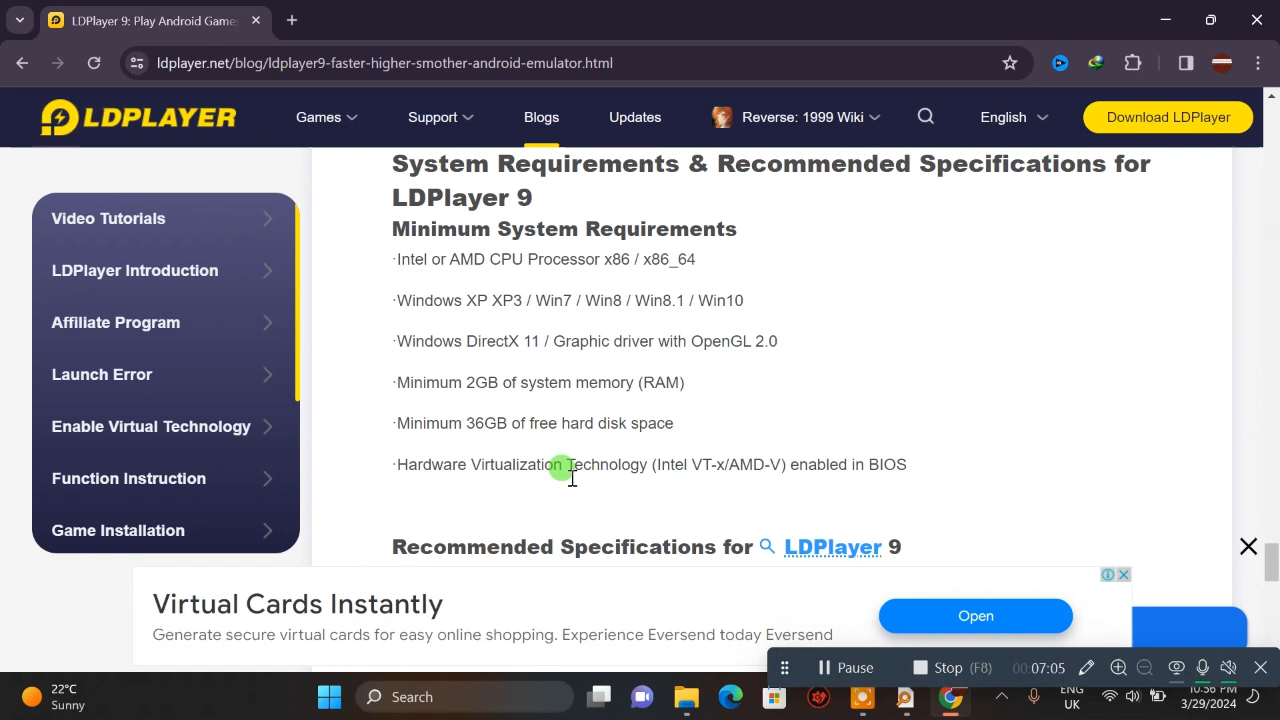 LDPlayer 9: Play Android Game
ldplayer.net/blog/ldplayer9-faster-higher-smother-android-emulator.html
LDPLAYER
Games
Support
Blogs
Updates
Reverse: 1999 Wiki
English
Download LDPlayer
Video Tutorials
LDPlayer Introduction
Affiliate Program
Launch Error
Enable Virtual Technology
Function Instruction
Game Installation
System Requirements & Recommended Specifications for
LDPlayer 9
Minimum System Requirements
·Intel or AMD CPU Processor x86 / x86_64
·Windows XP XP3 / Win7 / Win8 / Win8.1 / Win10
·Windows DirectX 11 / Graphic driver with OpenGL 2.0
·Minimum 2GB of system memory (RAM)
·Minimum 36GB of free hard disk space
·Hardware Virtualization Technology (Intel VT-x/AMD-V) enabled in BIOS
Recommended Specifications for LDPlayer 9
Virtual Cards Instantly
Generate secure virtual cards for easy online shopping. Experience Eversend today Eversend
Open
Pause
Stop (F8)
00:07:05
22°C
Sunny
Search
ENG
UK
10:36 PM
3/29/2024